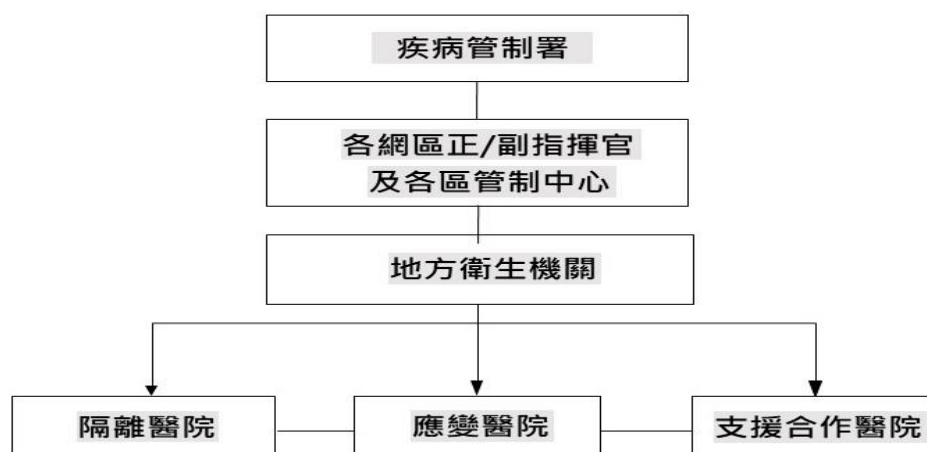 疾病管制署
各網區正/副指揮官
及各區管制中心
地方衛生機關
隔離醫院
應變醫院
支援合作醫院